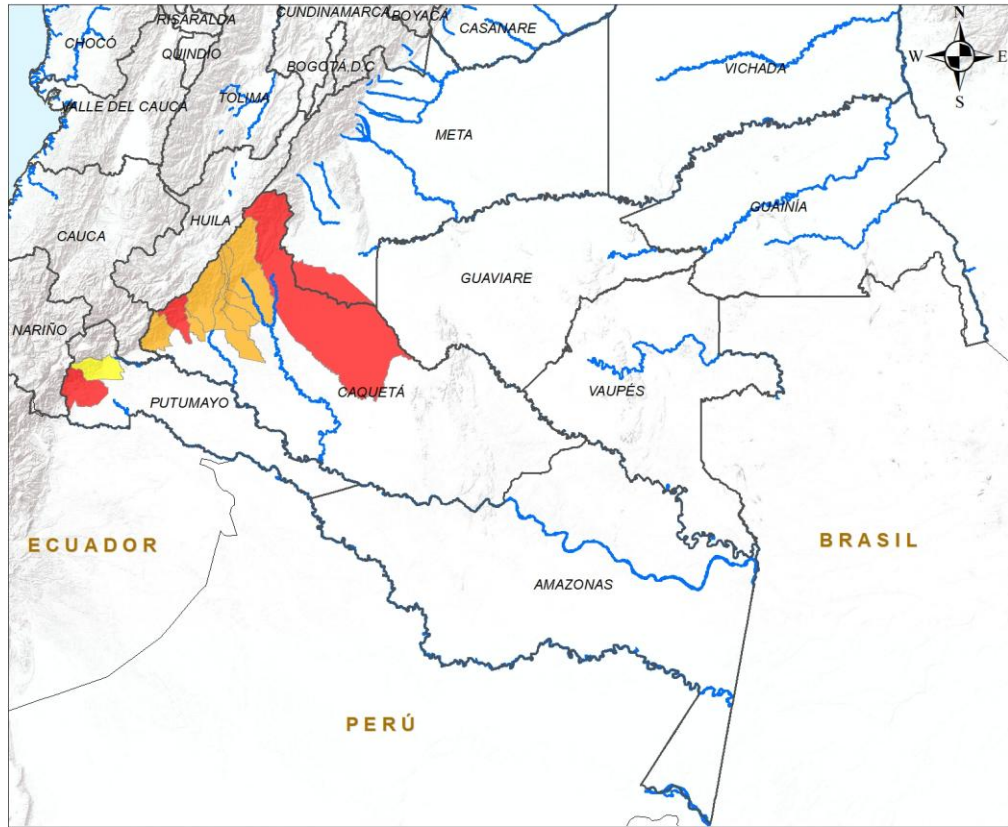 CUNDINAMARCA
BOYACÁ
RISARALDA
CASANARE
CHOCÓ
QUINDÍO
BOGOTÁ D.C
VICHADA
N
W
E
S
VALLE DEL CAUCA
TOLIMA
META
GUAINÍA
HUILA
CAUCA
GUAVIARE
NARIÑO
VAUPÉS
CAQUETÁ
PUTUMAYO
ECUADOR
BRASIL
AMAZONAS
PERÚ